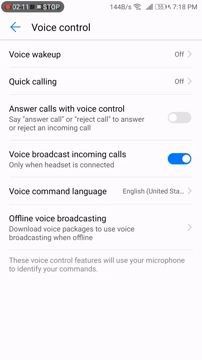 02:11 STOP 144B/s 35 7:18 PM
Voice control
Voice wakeup Off
Quick calling Off
Answer calls with voice control
Say "answer call" or "reject call" to answer
or reject an incoming call
Voice broadcast incoming calls
Only when headset is connected
Voice command language English (United Sta...
Offline voice broadcasting
Download voice packages to use voice
broadcasting when offline
These voice control features will use your microphone
to identify your commands.